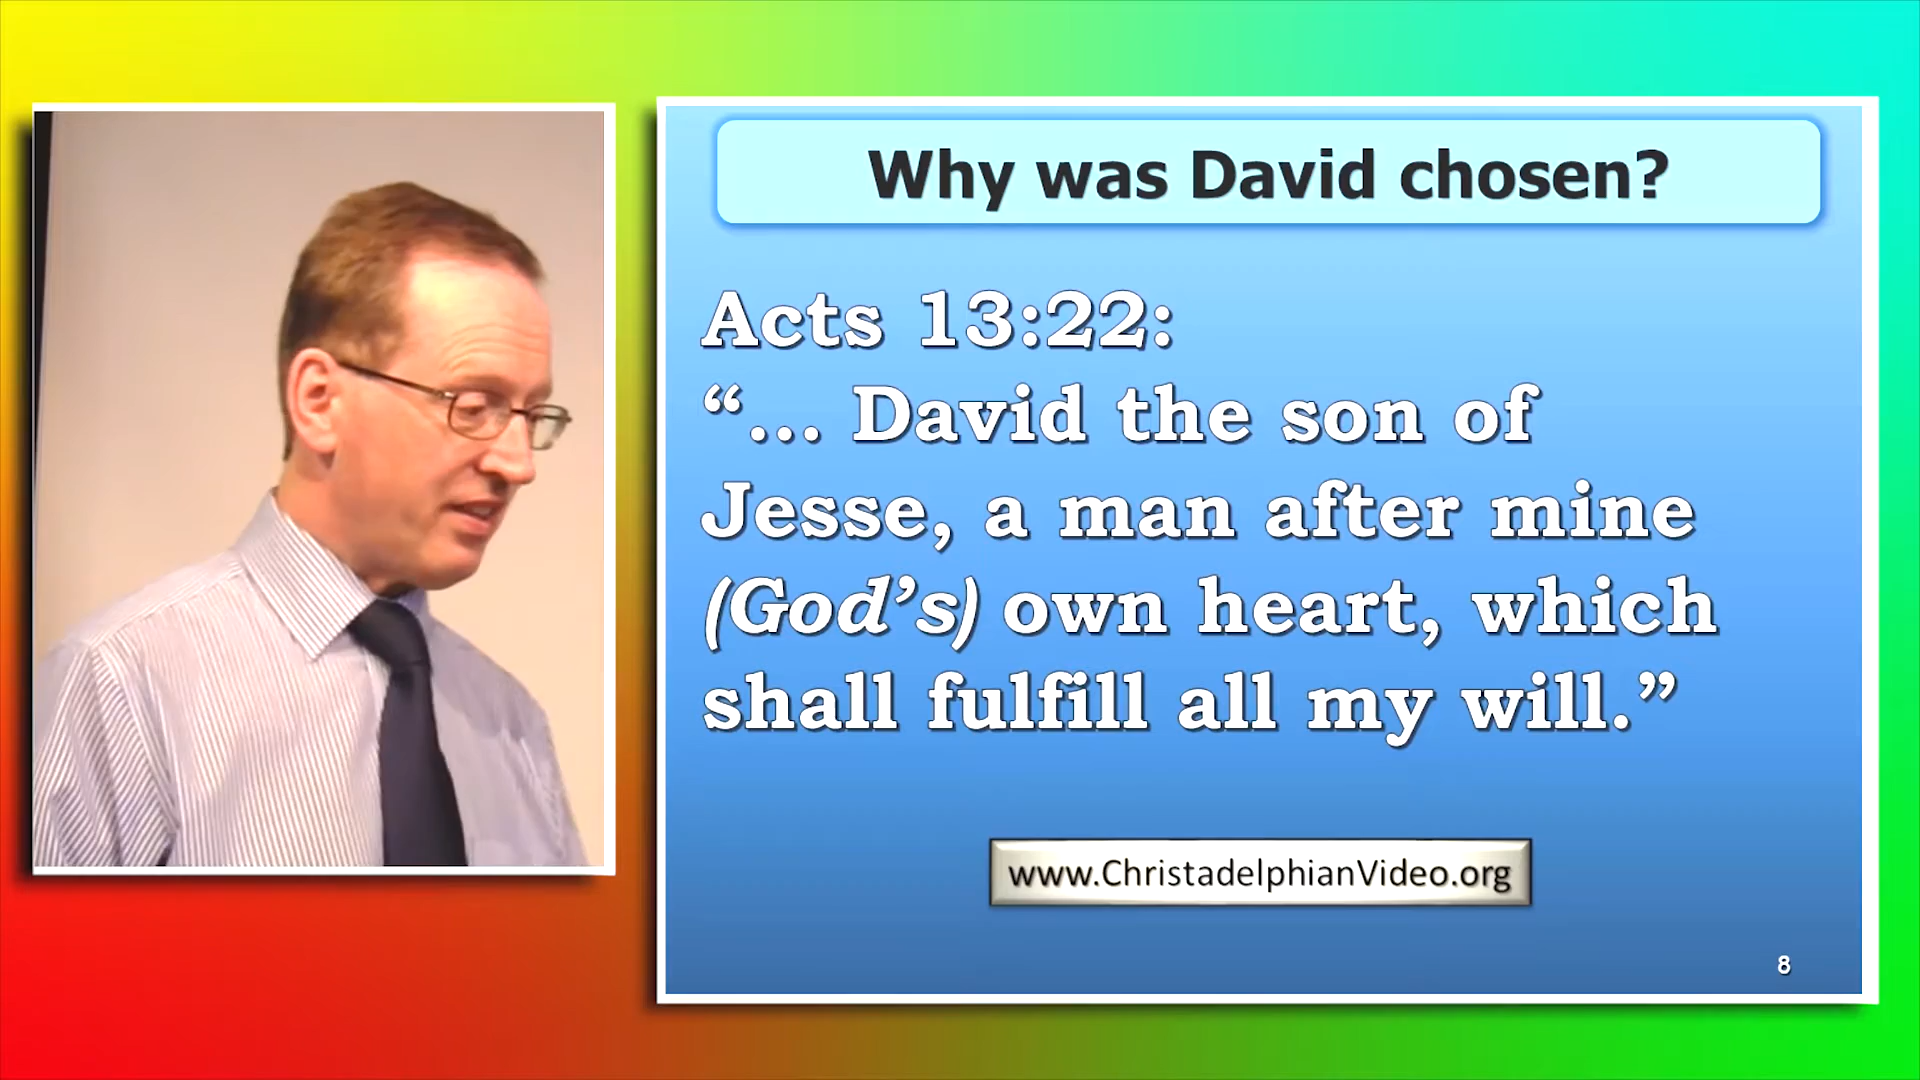 Why was David chosen?
Acts 13:22:
“... David the son of
Jesse, a man after mine
(God’s) own heart, which
shall fulfill all my will.”
www.ChristadelphianVideo.org
8